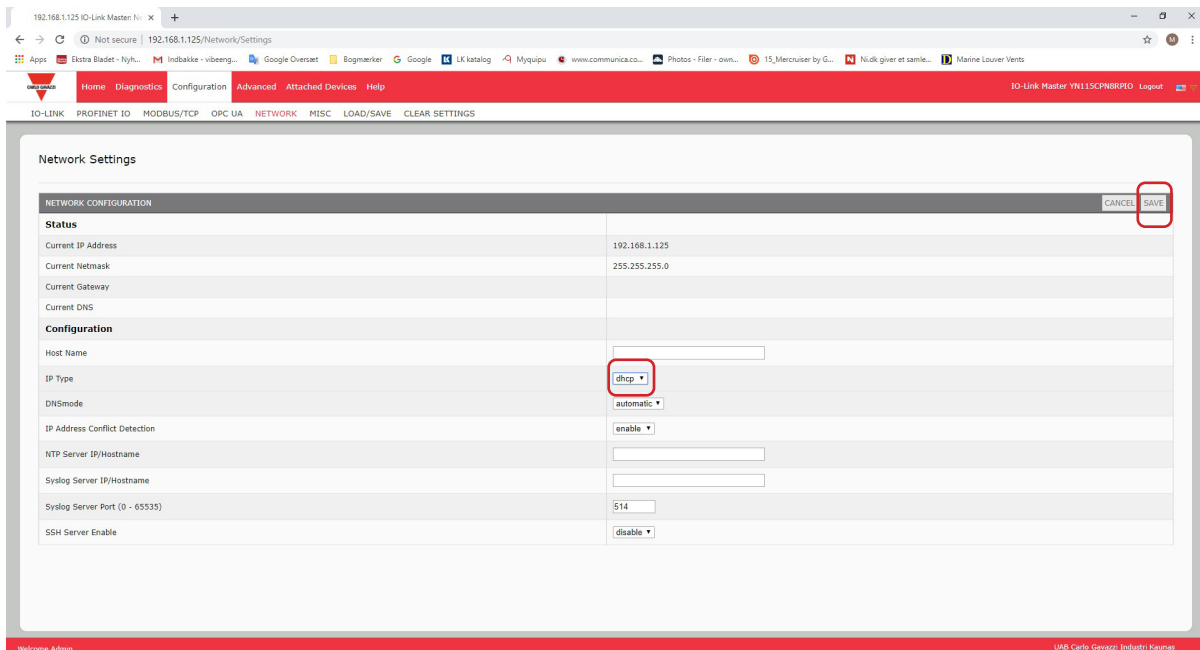 192.168.1.125 IO-Link Master: Ne
Not secure | 192.168.1.125/Network/Settings
M
Apps Ekstra Bladet - Nyh... Indbakke - vibeeng... Google Oversæt Bogmærker Google LK katalog Myquipu www.communica.co... Photos - Filer - own... 15_Mercruiser by G... Ni.dk giver et samle... Marine Louver Vents
CARLO GAVAZZI
Home Diagnostics Configuration Advanced Attached Devices Help
IO-Link Master YN115CPN8RPIO Logout
IO-LINK PROFINET IO MODBUS/TCP OPC UA NETWORK MISC LOAD/SAVE CLEAR SETTINGS
Network Settings
NETWORK CONFIGURATION CANCEL SAVE
Status
Current IP Address 192.168.1.125
Current Netmask 255.255.255.0
Current Gateway
Current DNS
Configuration
Host Name
IP Type dhcp
DNSmode automatic
IP Address Conflict Detection enable
NTP Server IP/Hostname
Syslog Server IP/Hostname
Syslog Server Port (0 - 65535) 514
SSH Server Enable disable
Welcome Admin UAB Carlo Gavazzi Industri Kaunas